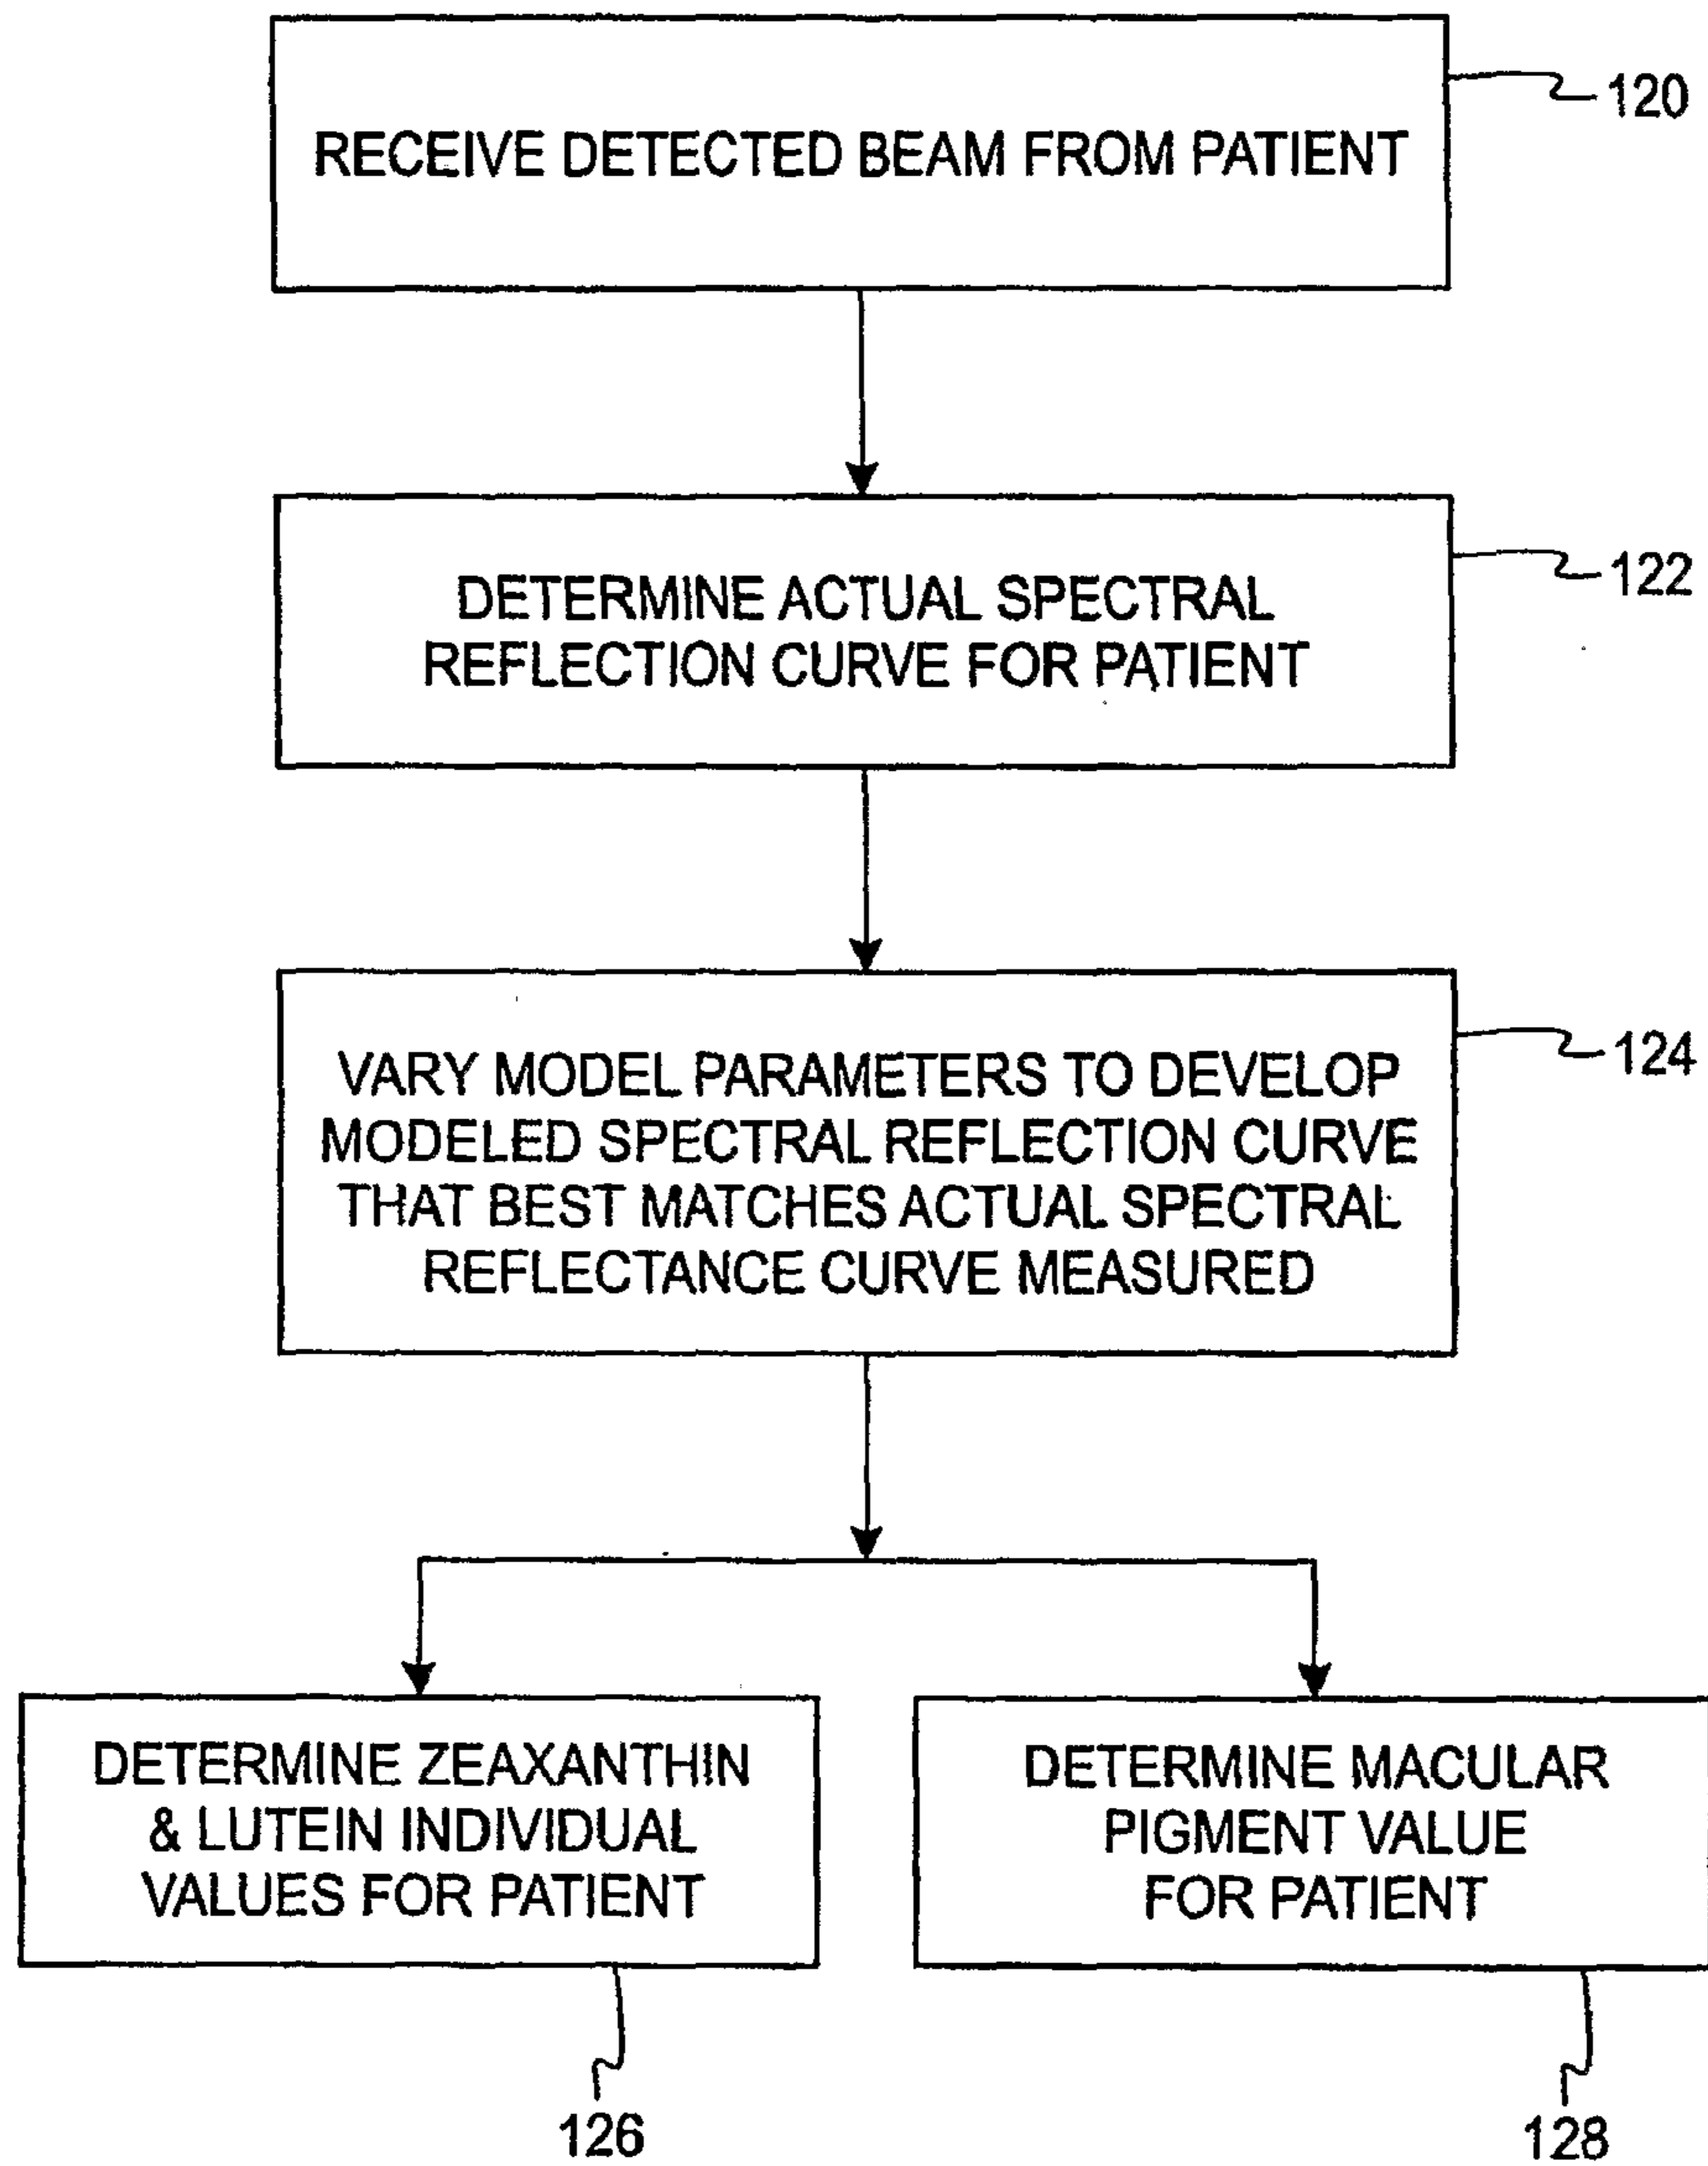 120
RECEIVE DETECTED BEAM FROM PATIENT
122
DETERMINE ACTUAL SPECTRAL
REFLECTION CURVE FOR PATIENT
124
VARY MODEL PARAMETERS TO DEVELOP
MODELED SPECTRAL REFLECTION CURVE
THAT BEST MATCHES ACTUAL SPECTRAL
REFLECTANCE CURVE MEASURED
DETERMINE ZEAXANTHIN
& LUTEIN INDIVIDUAL
VALUES FOR PATIENT
126
DETERMINE MACULAR
PIGMENT VALUE
FOR PATIENT
128